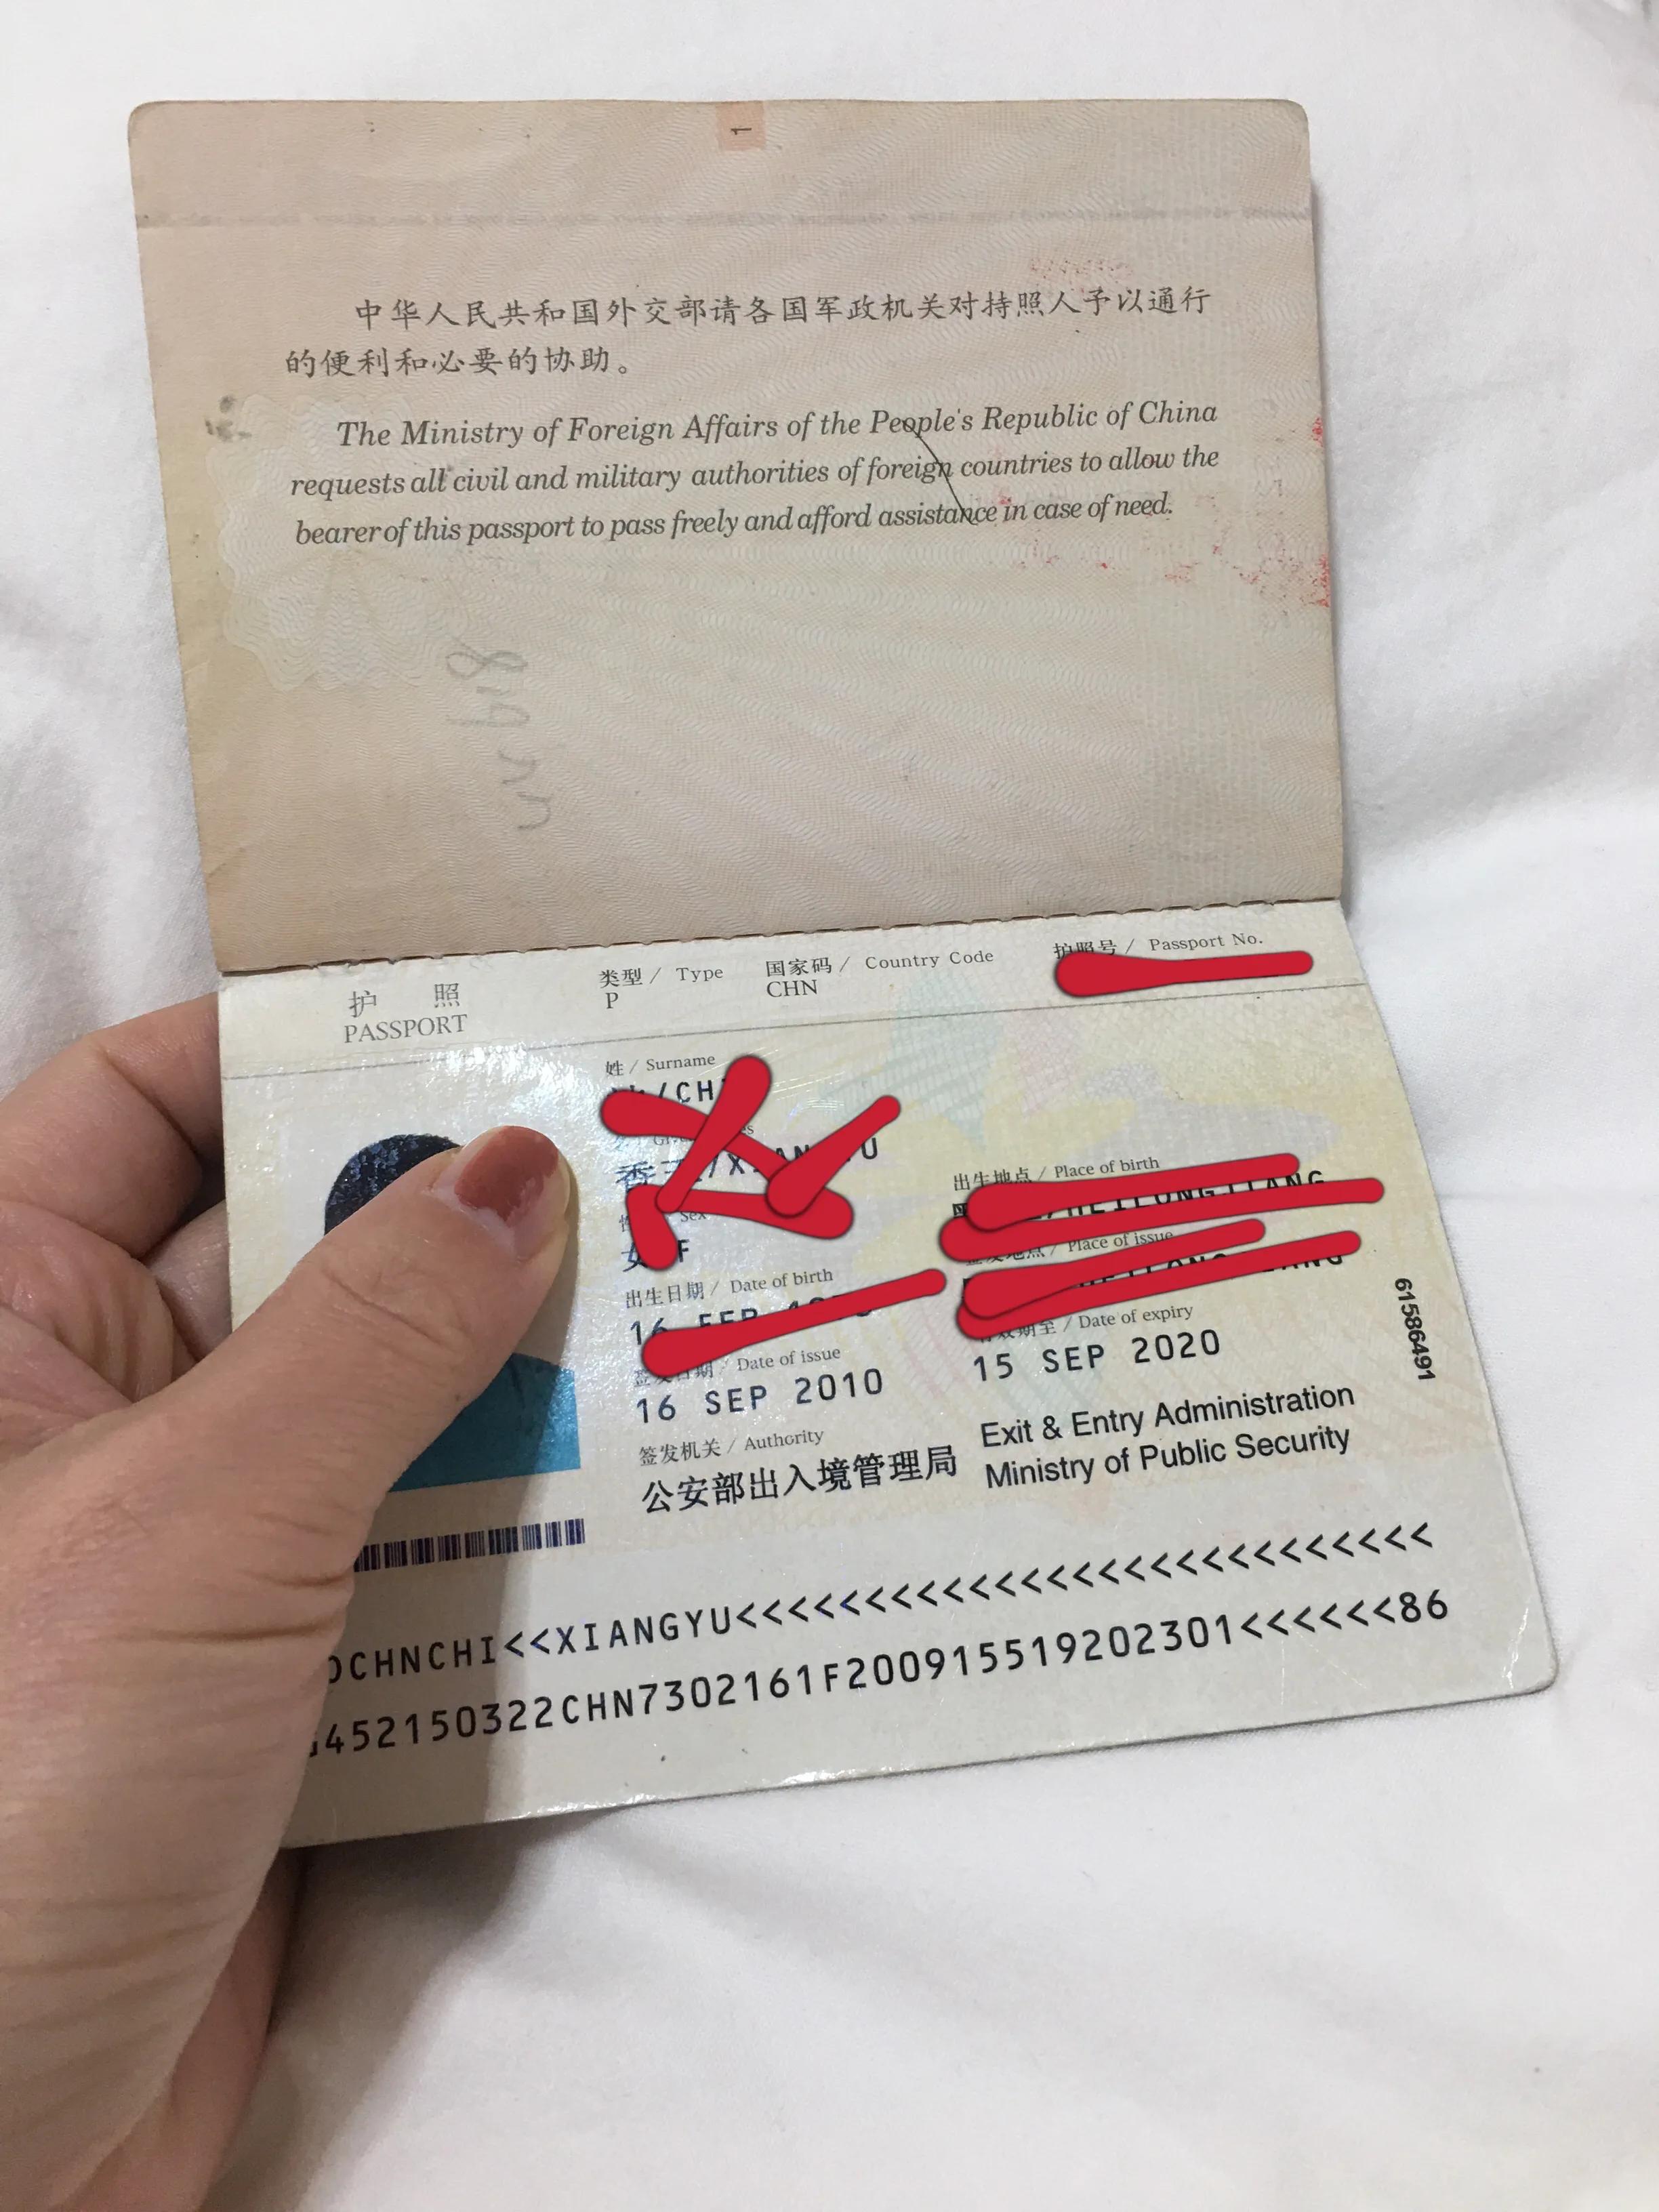 1
中华人民共和国外交部请各国军政机关对持照人予以通行
的便利和必要的协助。
The Ministry of Foreign Affairs of the People's Republic of China
requests all civil and military authorities of foreign countries to allow the
bearer of this passport to pass freely and afford assistance in case of need.
护照
PASSPORT
类型 / Type
P
国家码 / Country Code
CHN
护照号 / Passport No.
姓 / Surname
Sex
F
出生日期 / Date of birth
出生地点 / Place of birth
Place of issue
Date of issue
16 SEP 2010
Date of expiry
15 SEP 2020
签发机关 / Authority
公安部出入境管理局
Exit & Entry Administration
Ministry of Public Security
61586491
CHNCHI<<XIANGYU<<<<<<<<<<<<<<<<<<<<<<<<<<<
452150322CHN7302161F200915519202301<<<<<<86